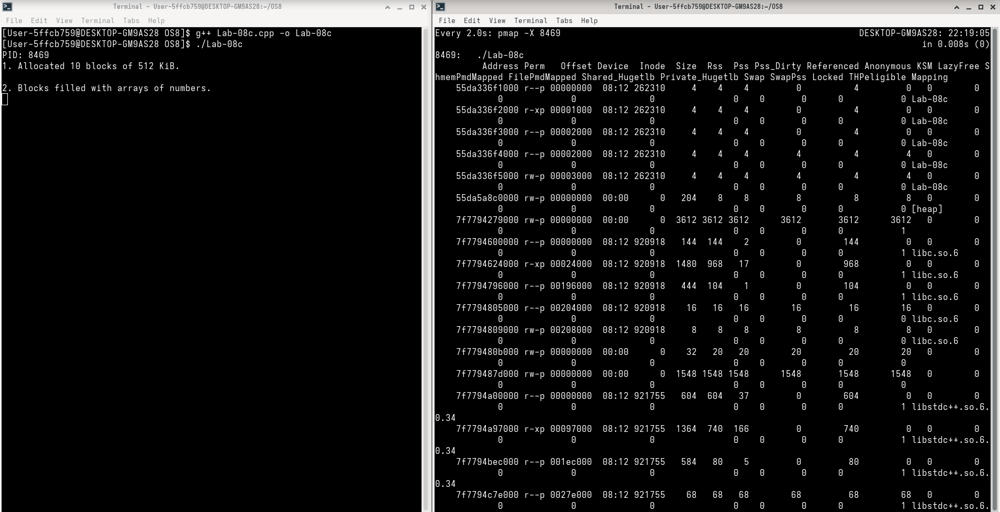 Terminal - User-5ffcb759@DESKTOP-GM9AS28:~/OS8
File Edit View Terminal Tabs Help
[User-5ffcb759@DESKTOP-GM9AS28 OS8]$ g++ Lab-08c.cpp -o Lab-08c
[User-5ffcb759@DESKTOP-GM9AS28 OS8]$ ./Lab-08c
PID: 8469
1. Allocated 10 blocks of 512 KiB.
2. Blocks filled with arrays of numbers.
Terminal - User-5ffcb759@DESKTOP-GM9AS28:~/OS8
File Edit View Terminal Tabs Help
Every 2.0s: pmap -X 8469 DESKTOP-GM9AS28: 22:19:05
in 0.008s (0)
8469: ./Lab-08c
Address Perm Offset Device Inode Size Rss Pss Pss_Dirty Referenced Anonymous KSM LazyFree S
hmemPmdMapped FilePmdMapped Shared_Hugetlb Private_Hugetlb Swap SwapPss Locked THPeligible Mapping
55da336f1000 r--p 00000000 08:12 262310 4 4 4 0 4 0 0 0
0 0 0 0 0 0 0 0 Lab-08c
55da336f2000 r-xp 00001000 08:12 262310 4 4 4 0 4 0 0 0
0 0 0 0 0 0 0 0 Lab-08c
55da336f3000 r--p 00002000 08:12 262310 4 4 4 0 4 0 0 0
0 0 0 0 0 0 0 0 Lab-08c
55da336f4000 r--p 00002000 08:12 262310 4 4 4 4 4 4 0 0
0 0 0 0 0 0 0 0 Lab-08c
55da336f5000 rw-p 00003000 08:12 262310 4 4 4 4 4 4 0 0
0 0 0 0 0 0 0 0 Lab-08c
55da5a8c0000 rw-p 00000000 00:00 0 204 8 8 8 8 8 0 0
0 0 0 0 0 0 0 0 [heap]
7f7794279000 rw-p 00000000 00:00 0 3612 3612 3612 3612 3612 3612 0 0
0 0 0 0 0 0 0 1
7f7794600000 r--p 00000000 08:12 920918 144 144 2 0 144 0 0 0
0 0 0 0 0 0 0 1 libc.so.6
7f7794624000 r-xp 00024000 08:12 920918 1480 968 17 0 968 0 0 0
0 0 0 0 0 0 0 1 libc.so.6
7f7794796000 r--p 00196000 08:12 920918 444 104 1 0 104 0 0 0
0 0 0 0 0 0 0 1 libc.so.6
7f7794805000 r--p 00204000 08:12 920918 16 16 16 16 16 16 0 0
0 0 0 0 0 0 0 0 libc.so.6
7f7794809000 rw-p 00208000 08:12 920918 8 8 8 8 8 8 0 0
0 0 0 0 0 0 0 0 libc.so.6
7f779480b000 rw-p 00000000 00:00 0 32 20 20 20 20 20 0 0
0 0 0 0 0 0 0 0
7f779487d000 rw-p 00000000 00:00 0 1548 1548 1548 1548 1548 1548 0 0
0 0 0 0 0 0 0 0
7f7794a00000 r--p 00000000 08:12 921755 604 604 37 0 604 0 0 0
0 0 0 0 0 0 0 1 libstdc++.so.6.
0.34
7f7794a97000 r-xp 00097000 08:12 921755 1364 740 166 0 740 0 0 0
0 0 0 0 0 0 0 1 libstdc++.so.6.
0.34
7f7794bec000 r--p 001ec000 08:12 921755 584 80 5 0 80 0 0 0
0 0 0 0 0 0 0 1 libstdc++.so.6.
0.34
7f7794c7e000 r--p 0027e000 08:12 921755 68 68 68 68 68 68 0 0
0 0 0 0 0 0 0 1 libstdc++.so.6.